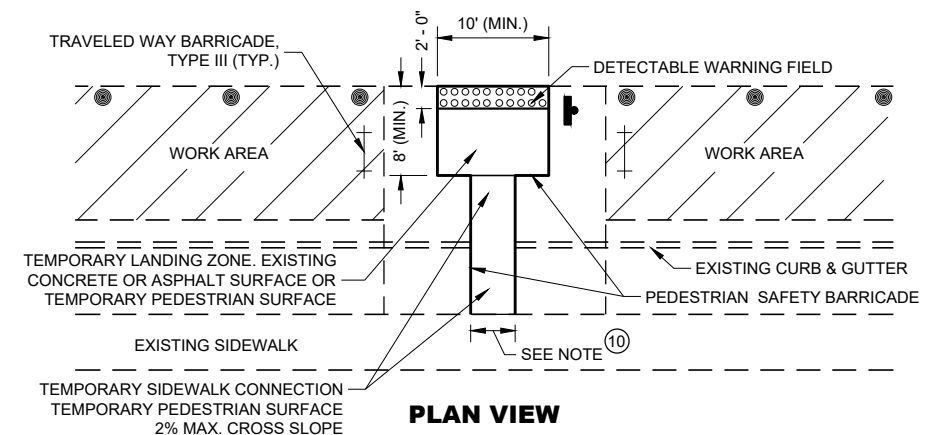 10' (MIN.)
2' - 0"
TRAVELED WAY BARRICADE,
TYPE III (TYP.)
DETECTABLE WARNING FIELD
8' (MIN.)
WORK AREA
WORK AREA
TEMPORARY LANDING ZONE. EXISTING
CONCRETE OR ASPHALT SURFACE OR
TEMPORARY PEDESTRIAN SURFACE
EXISTING CURB & GUTTER
PEDESTRIAN SAFETY BARRICADE
EXISTING SIDEWALK
SEE NOTE 10
TEMPORARY SIDEWALK CONNECTION
TEMPORARY PEDESTRIAN SURFACE
2% MAX. CROSS SLOPE
PLAN VIEW